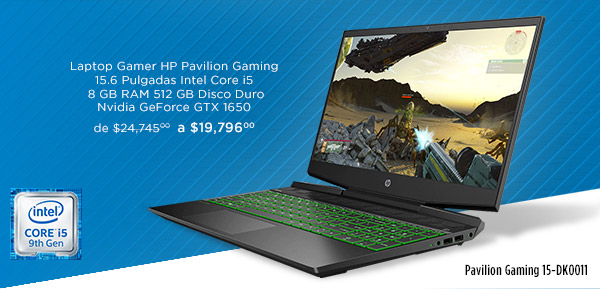 Laptop Gamer HP Pavilion Gaming
15.6 Pulgadas Intel Core i5
8 GB RAM 512 GB Disco Duro
Nvidia GeForce GTX 1650
de $24,745⁰⁰ a $19,796⁰⁰
intel
CORE i5
9th Gen
hp
Pavilion Gaming 15-DK0011